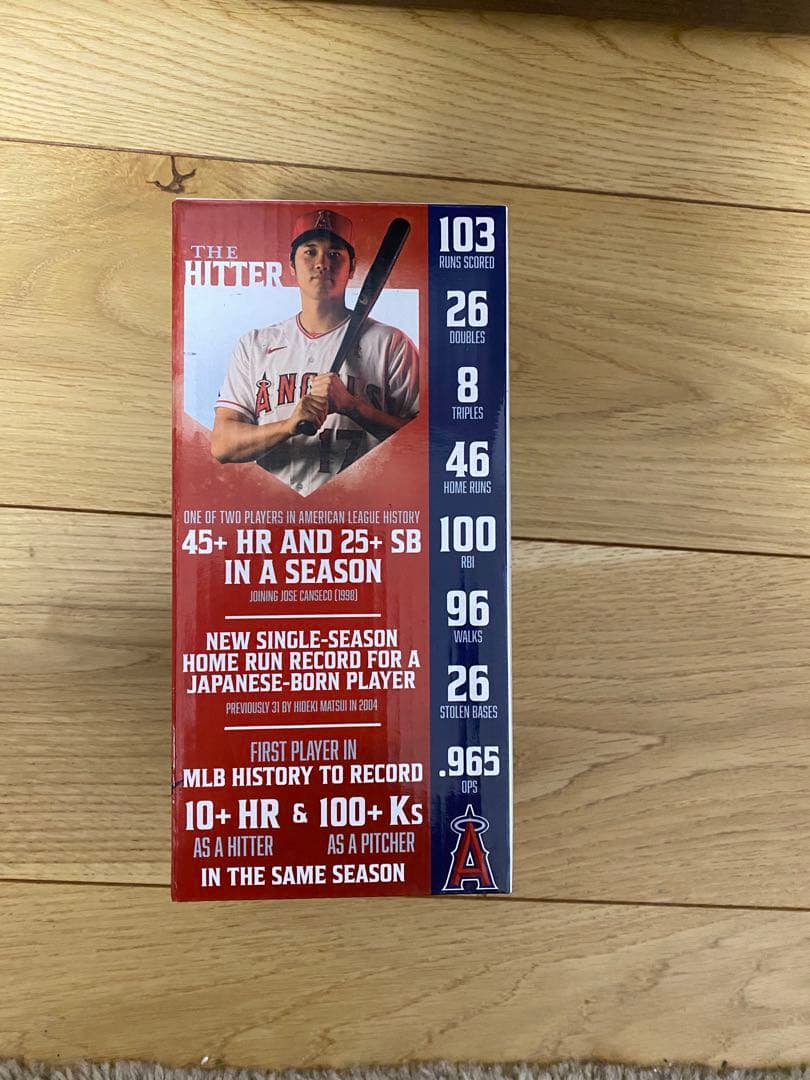 THE
HITTER
ANG S
17
ONE OF TWO PLAYERS IN AMERICAN LEAGUE HISTORY
45+ HR AND 25+ SB
IN A SEASON
JOINING JOSE CANSECO (1998)
NEW SINGLE-SEASON
HOME RUN RECORD FOR A
JAPANESE-BORN PLAYER
PREVIOUSLY 31 BY HIDEKI MATSUI IN 2004
FIRST PLAYER IN
MLB HISTORY TO RECORD
10+ HR & 100+ Ks
AS A HITTER AS A PITCHER
IN THE SAME SEASON
103
RUNS SCORED
26
DOUBLES
8
TRIPLES
46
HOME RUNS
100
RBI
96
WALKS
26
STOLEN BASES
.965
OPS
A